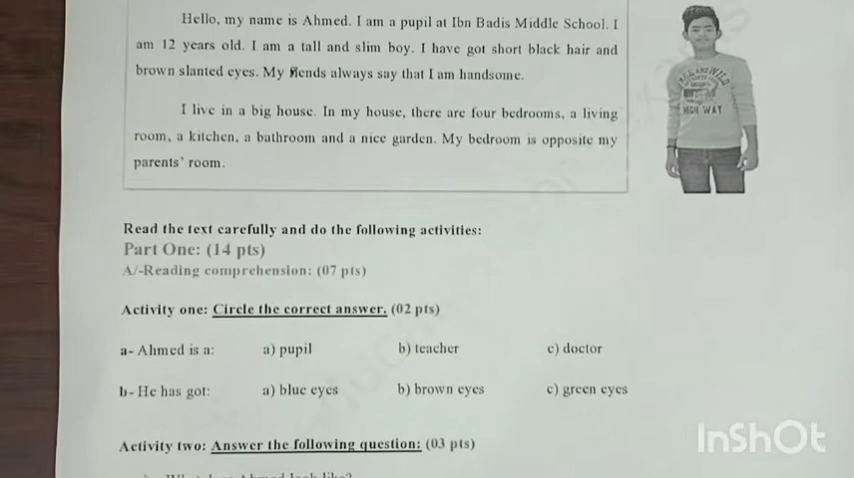 Hello, my name is Ahmed. I am a pupil at Ibn Badis Middle School. I
am 12 years old. I am a tall and slim boy. I have got short black hair and
brown slanted eyes. My friends always say that I am handsome.
I live in a big house. In my house, there are four bedrooms, a living
room, a kitchen, a bathroom and a nice garden. My bedroom is opposite my
parents' room.
HIGH WAY
Read the text carefully and do the following activities:
Part One: (14 pts)
A/-Reading comprehension: (07 pts)
Activity one: Circle the correct answer. (02 pts)
a- Ahmed is a: a) pupil b) teacher c) doctor
b- He has got: a) blue eyes b) brown eyes c) green eyes
Activity two: Answer the following question: (03 pts)
InShOt